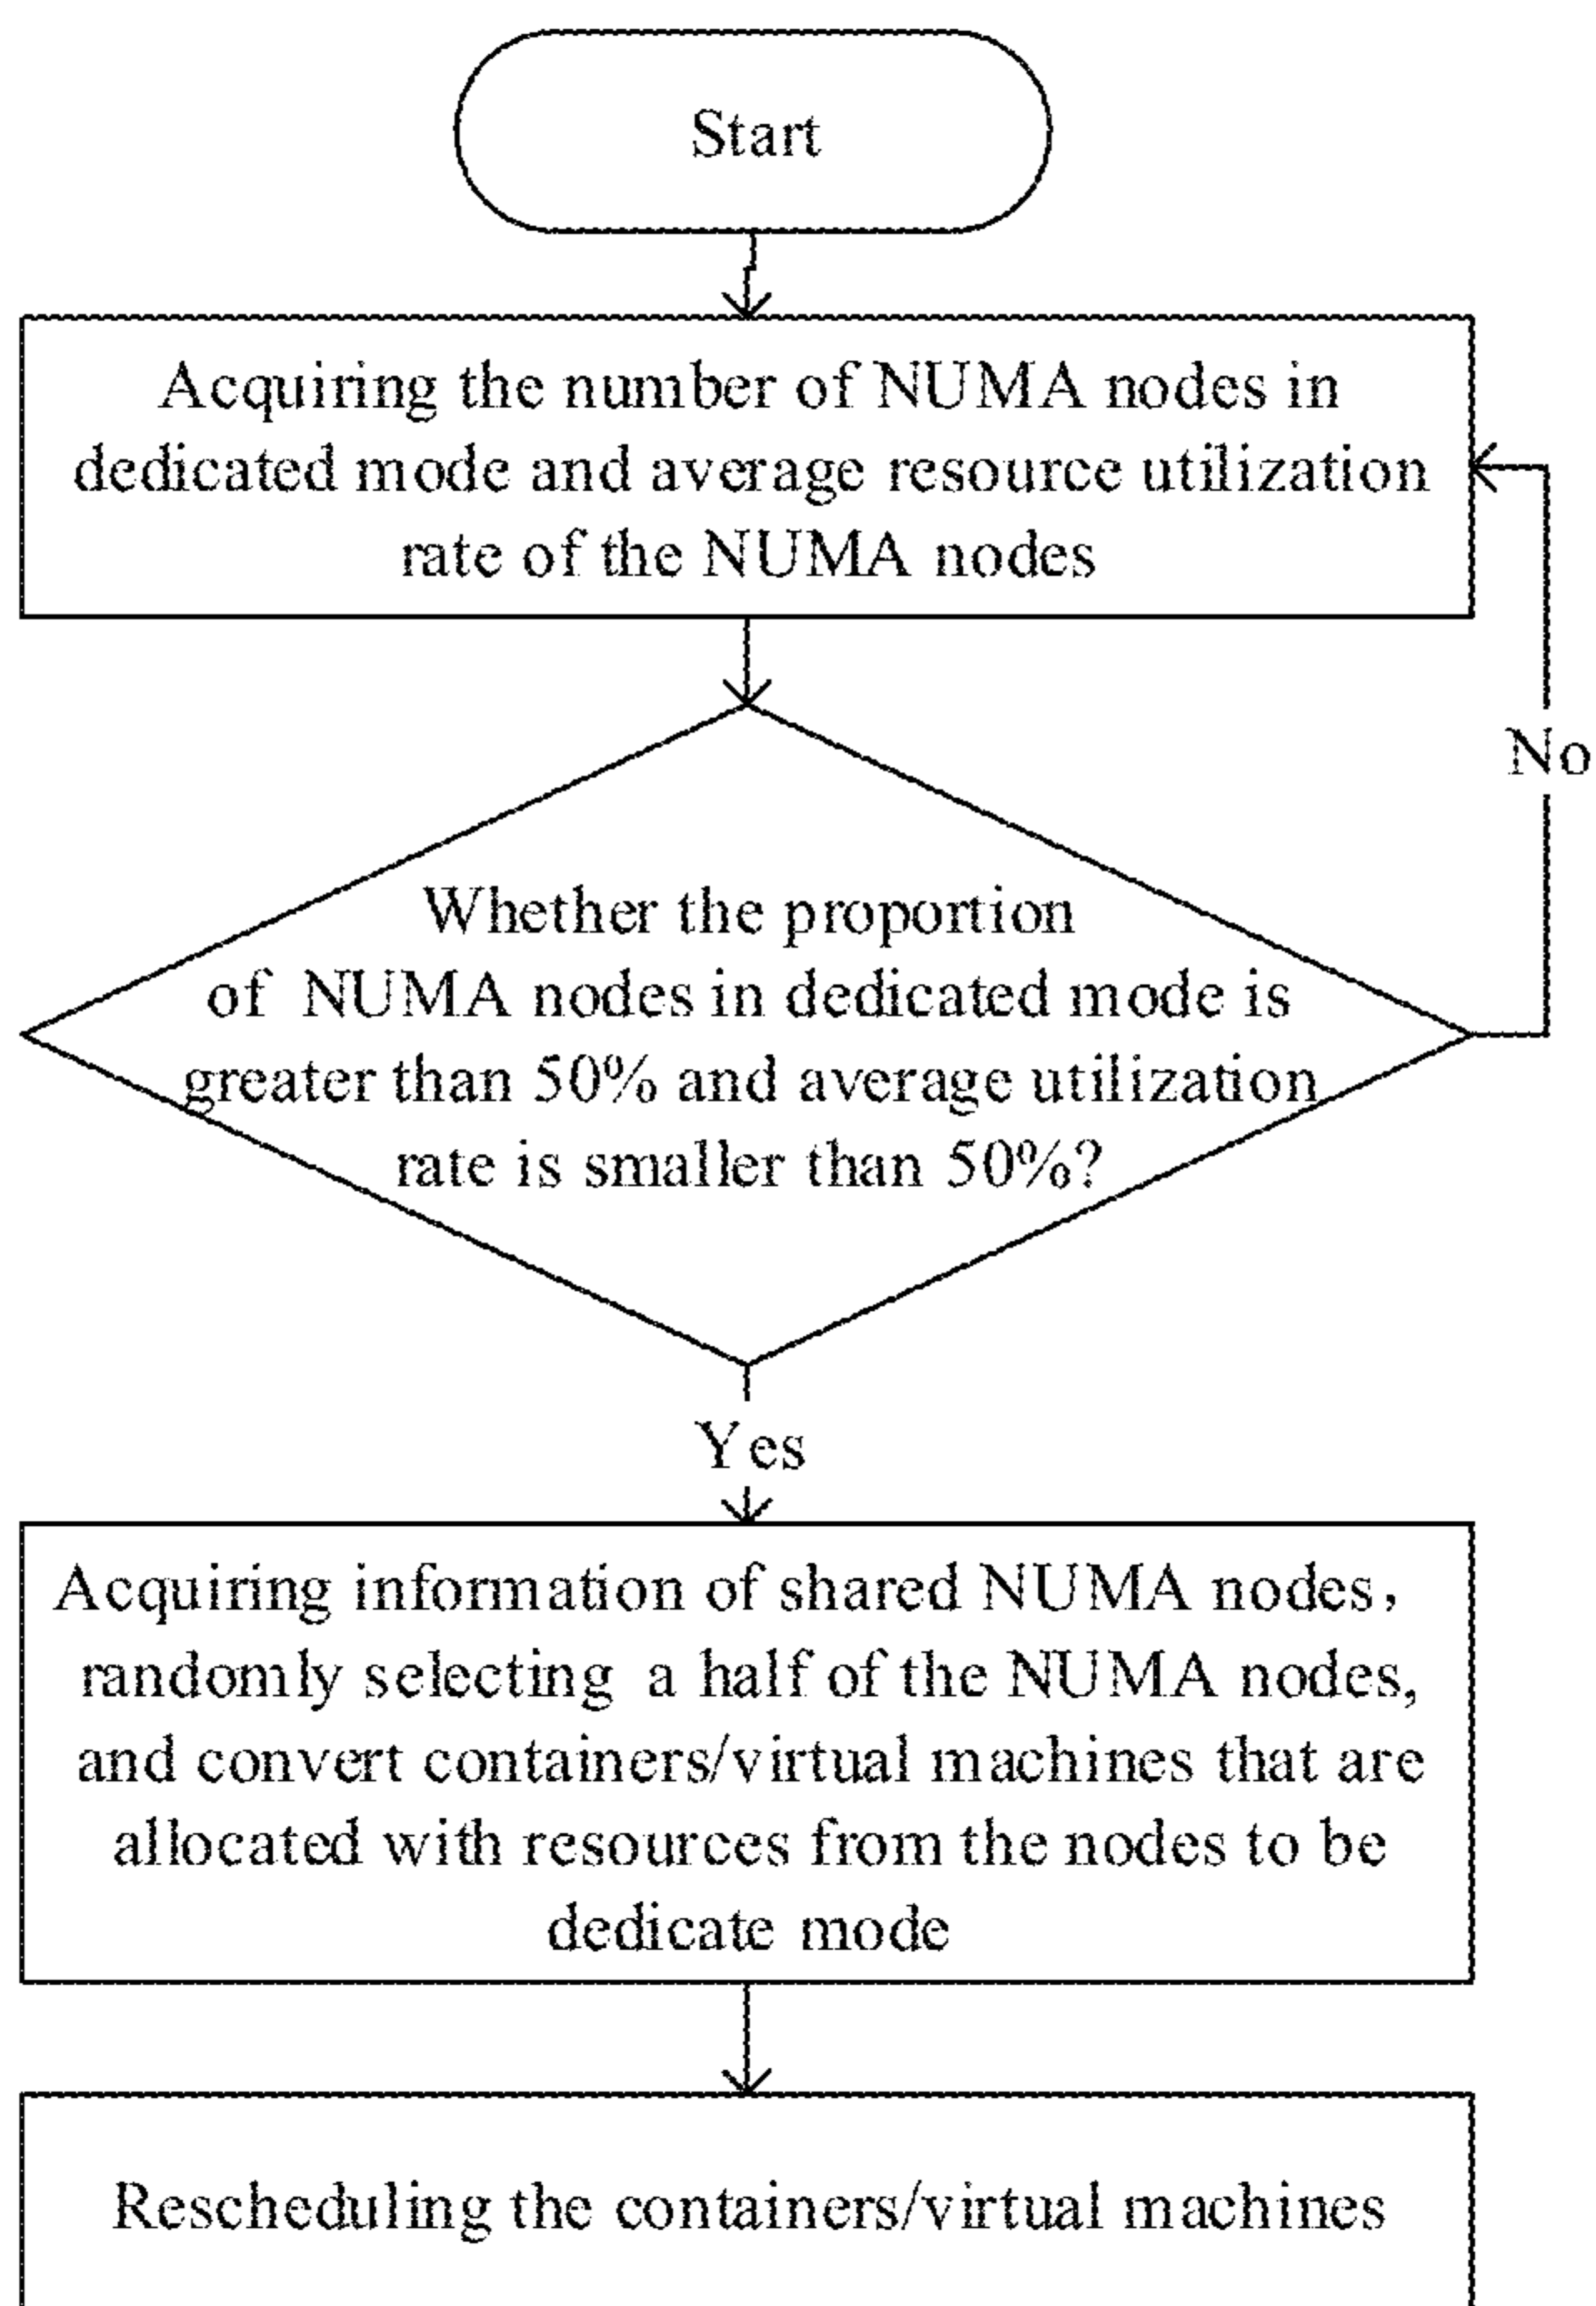 Start
Acquiring the number of NUMA nodes in
dedicated mode and average resource utilization
rate of the NUMA nodes
No
Whether the proportion
of NUMA nodes in dedicated mode is
greater than 50% and average utilization
rate is smaller than 50%?
Yes
Acquiring information of shared NUMA nodes,
randomly selecting a half of the NUMA nodes,
and convert containers/virtual machines that are
allocated with resources from the nodes to be
dedicate mode
Rescheduling the containers/virtual machines